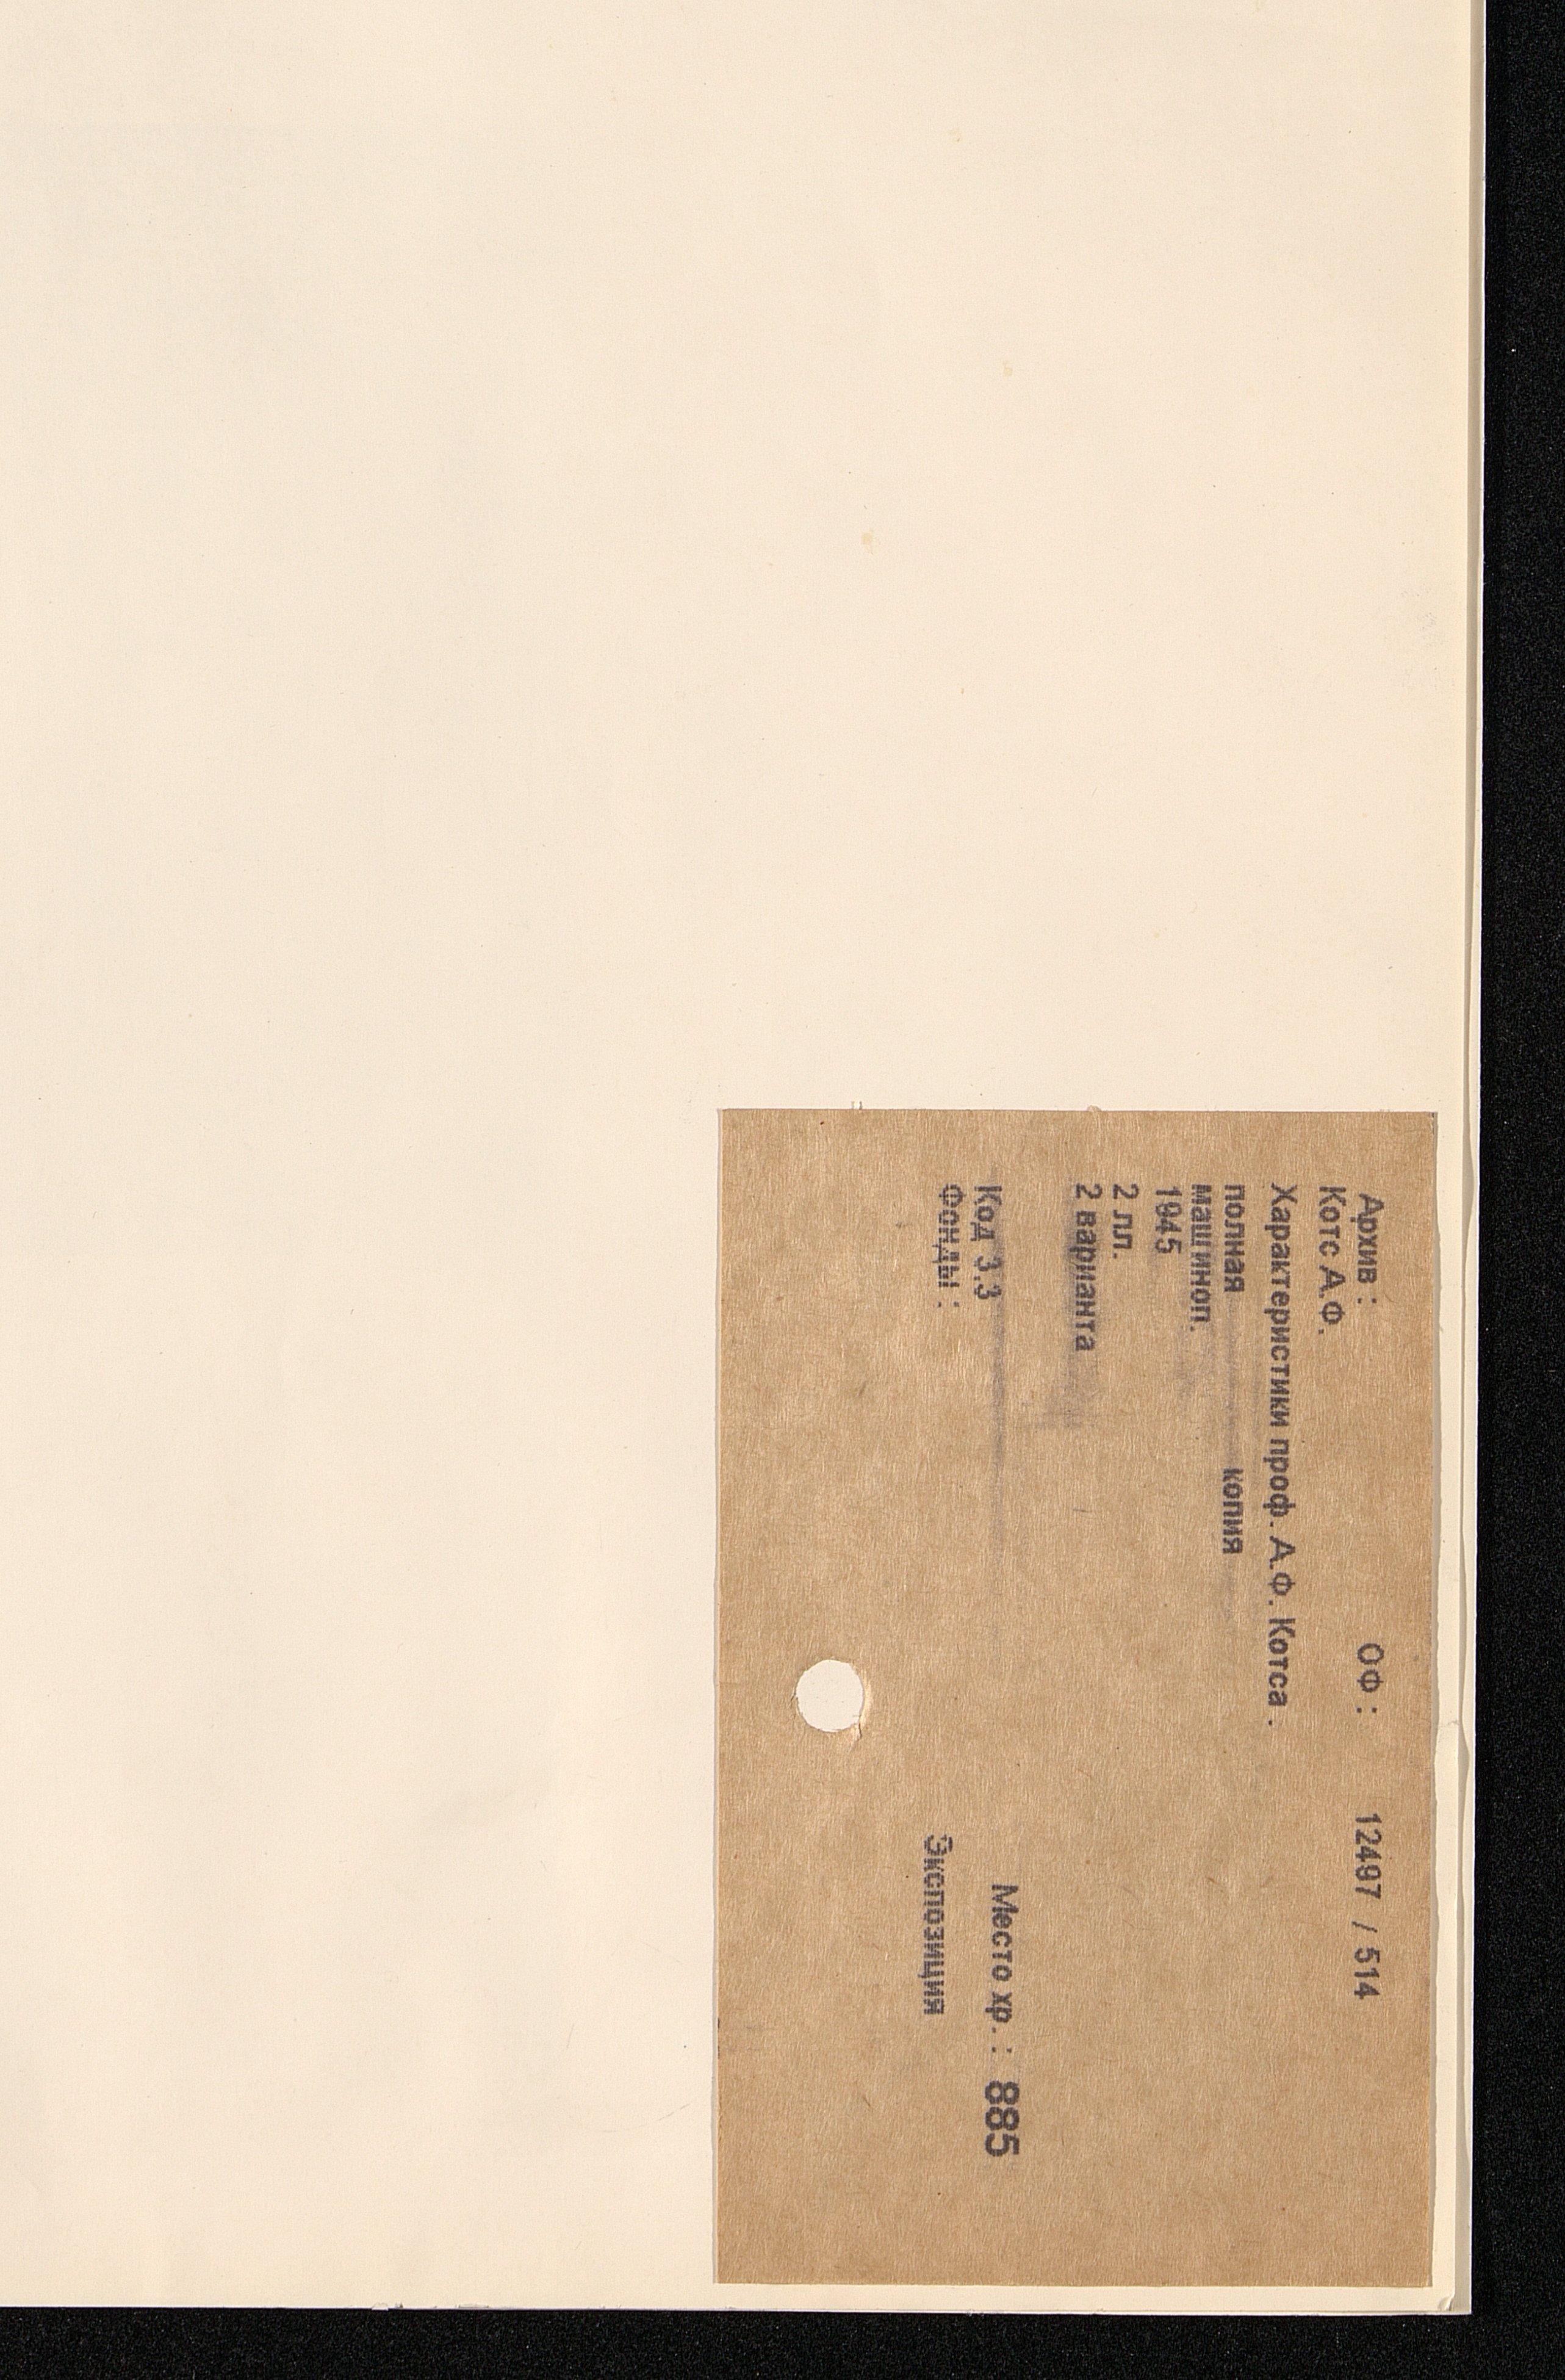 Архив : ОФ : 12497 / 514
Котс А.Ф.
Характеристики проф. А.Ф. Котса .
полная копия
машиноп.
1945
2 лл.
2 варианта
Код 3.3 Место хр. : 885
Фонды : Экспозиция